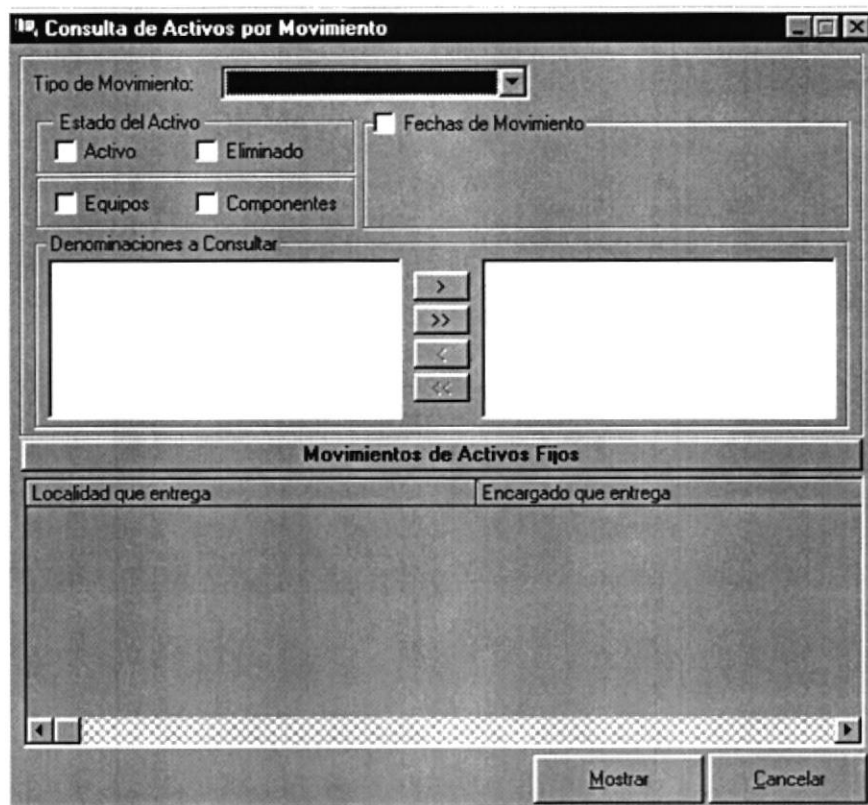 Consulta de Activos por Movimiento
Tipo de Movimiento:
Estado del Activo
Fechas de Movimiento
Activo Eliminado
Equipos Componentes
Denominaciones a Consultar
>
>>
<
<<
Movimientos de Activos Fijos
Localidad que entrega Encargado que entrega
Mostrar Cancelar